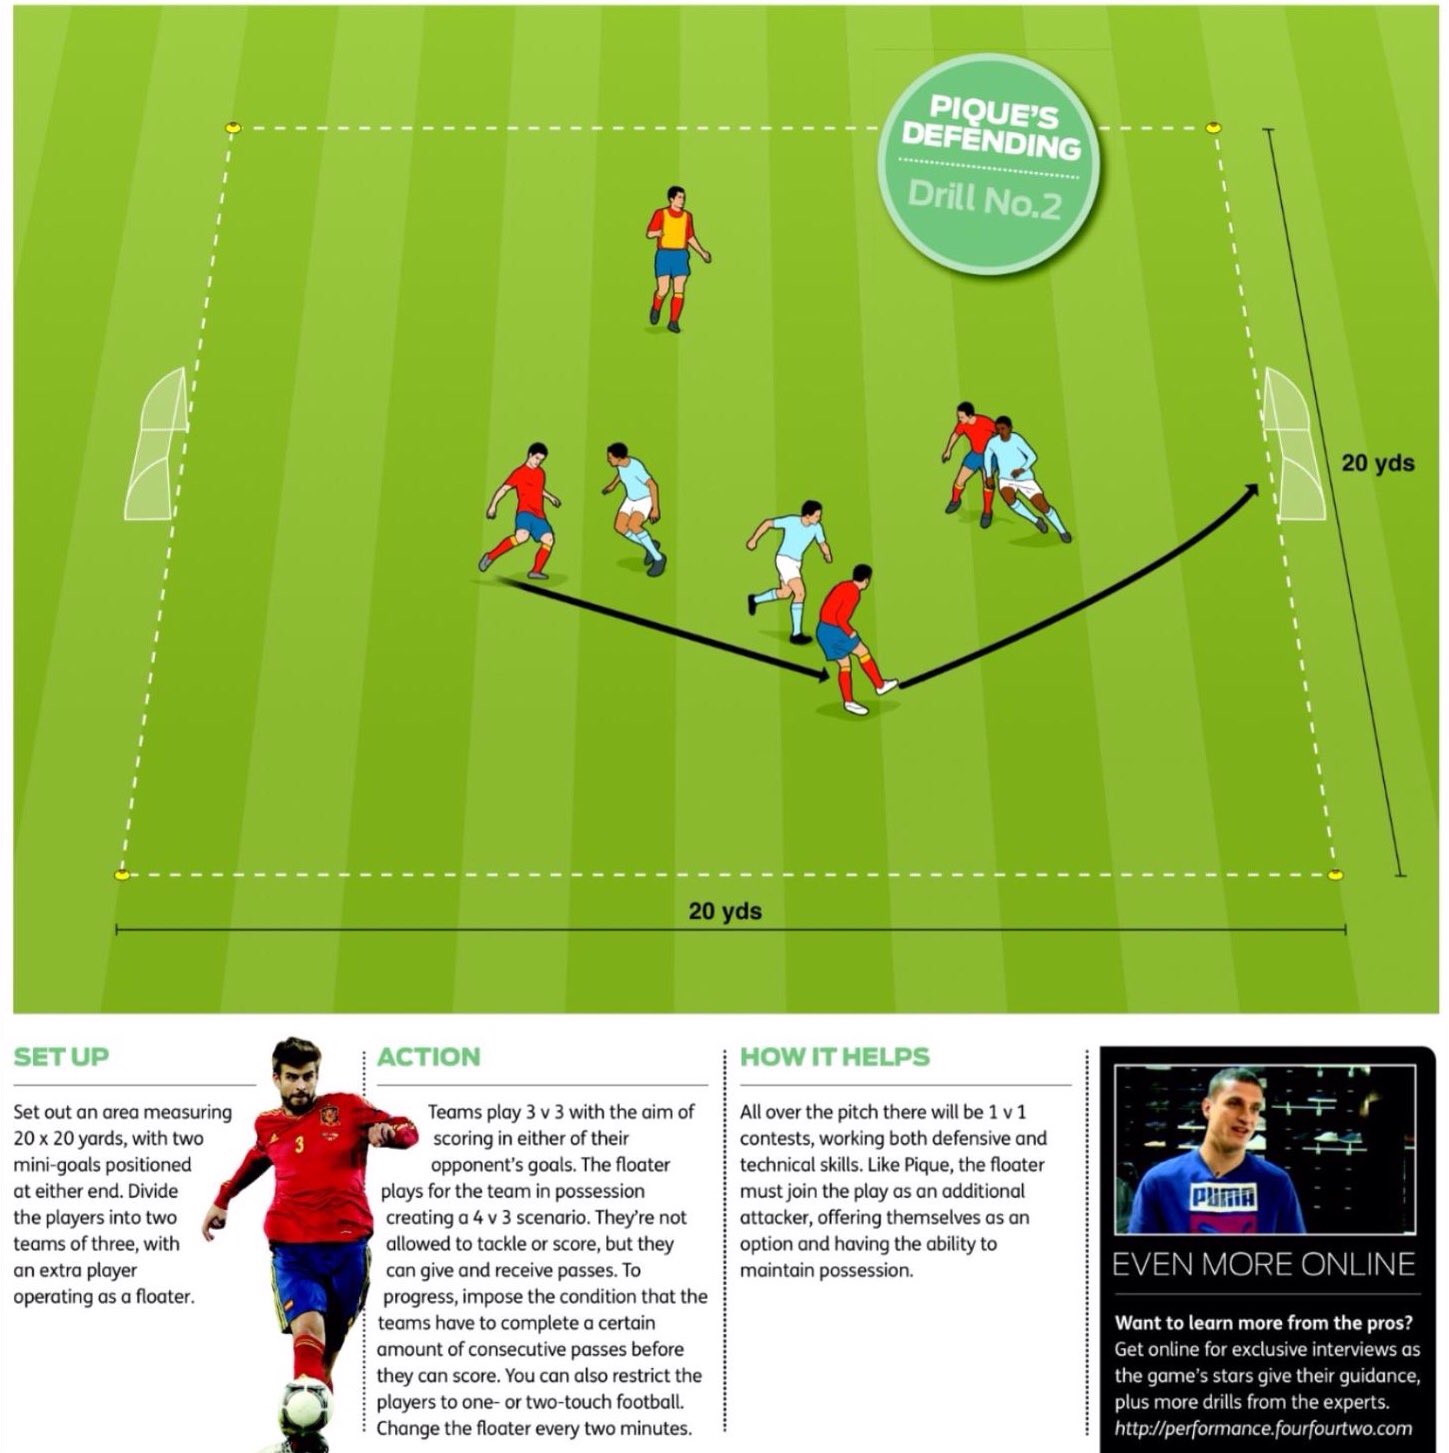 PIQUE'S
DEFENDING
Drill No.2
20 yds
20 yds
SET UP
Set out an area measuring
20 x 20 yards, with two
mini-goals positioned
at either end. Divide
the players into two
teams of three, with
an extra player
operating as a floater.
3
ACTION
Teams play 3 v 3 with the aim of
scoring in either of their
opponent's goals. The floater
plays for the team in possession
creating a 4 v 3 scenario. They're not
allowed to tackle or score, but they
can give and receive passes. To
progress, impose the condition that the
teams have to complete a certain
amount of consecutive passes before
they can score. You can also restrict the
players to one- or two-touch football.
Change the floater every two minutes.
HOW IT HELPS
All over the pitch there will be 1 v 1
contests, working both defensive and
technical skills. Like Pique, the floater
must join the play as an additional
attacker, offering themselves as an
option and having the ability to
maintain possession.
PUMA
EVEN MORE ONLINE
Want to learn more from the pros?
Get online for exclusive interviews as
the game's stars give their guidance,
plus more drills from the experts.
http://performance.fourfourtwo.com